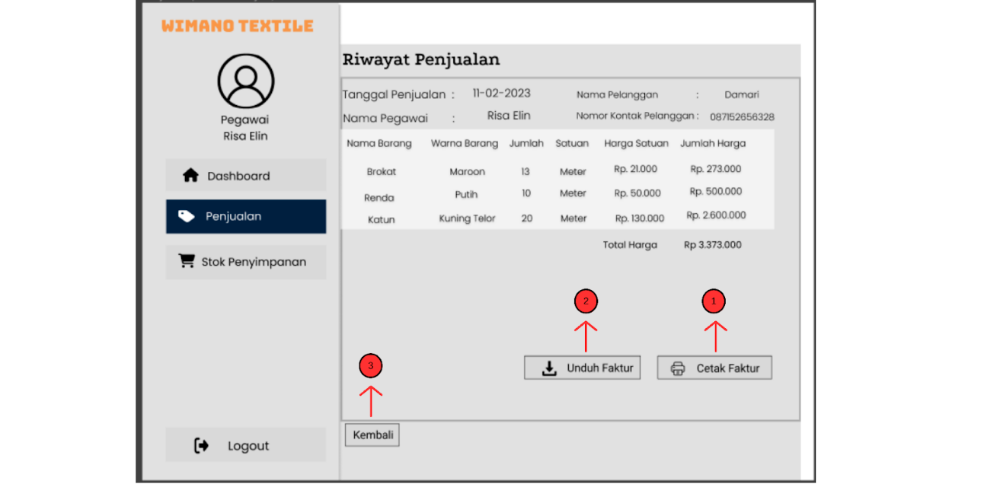 WIMANO TEXTILE
Pegawai
Risa Elin
Dashboard
Penjualan
Stok Penyimpanan
Logout
Riwayat Penjualan
Tanggal Penjualan : 11-02-2023 Nama Pelanggan : Damari
Nama Pegawai : Risa Elin Nomor Kontak Pelanggan : 087152656328
Nama Barang Warna Barang Jumlah Satuan Harga Satuan Jumlah Harga
Brokat Maroon 13 Meter Rp. 21.000 Rp. 273.000
Renda Putih 10 Meter Rp. 50.000 Rp. 500.000
Katun Kuning Telor 20 Meter Rp. 130.000 Rp. 2.600.000
Total Harga Rp 3.373.000
2 1
3
Unduh Faktur Cetak Faktur
Kembali